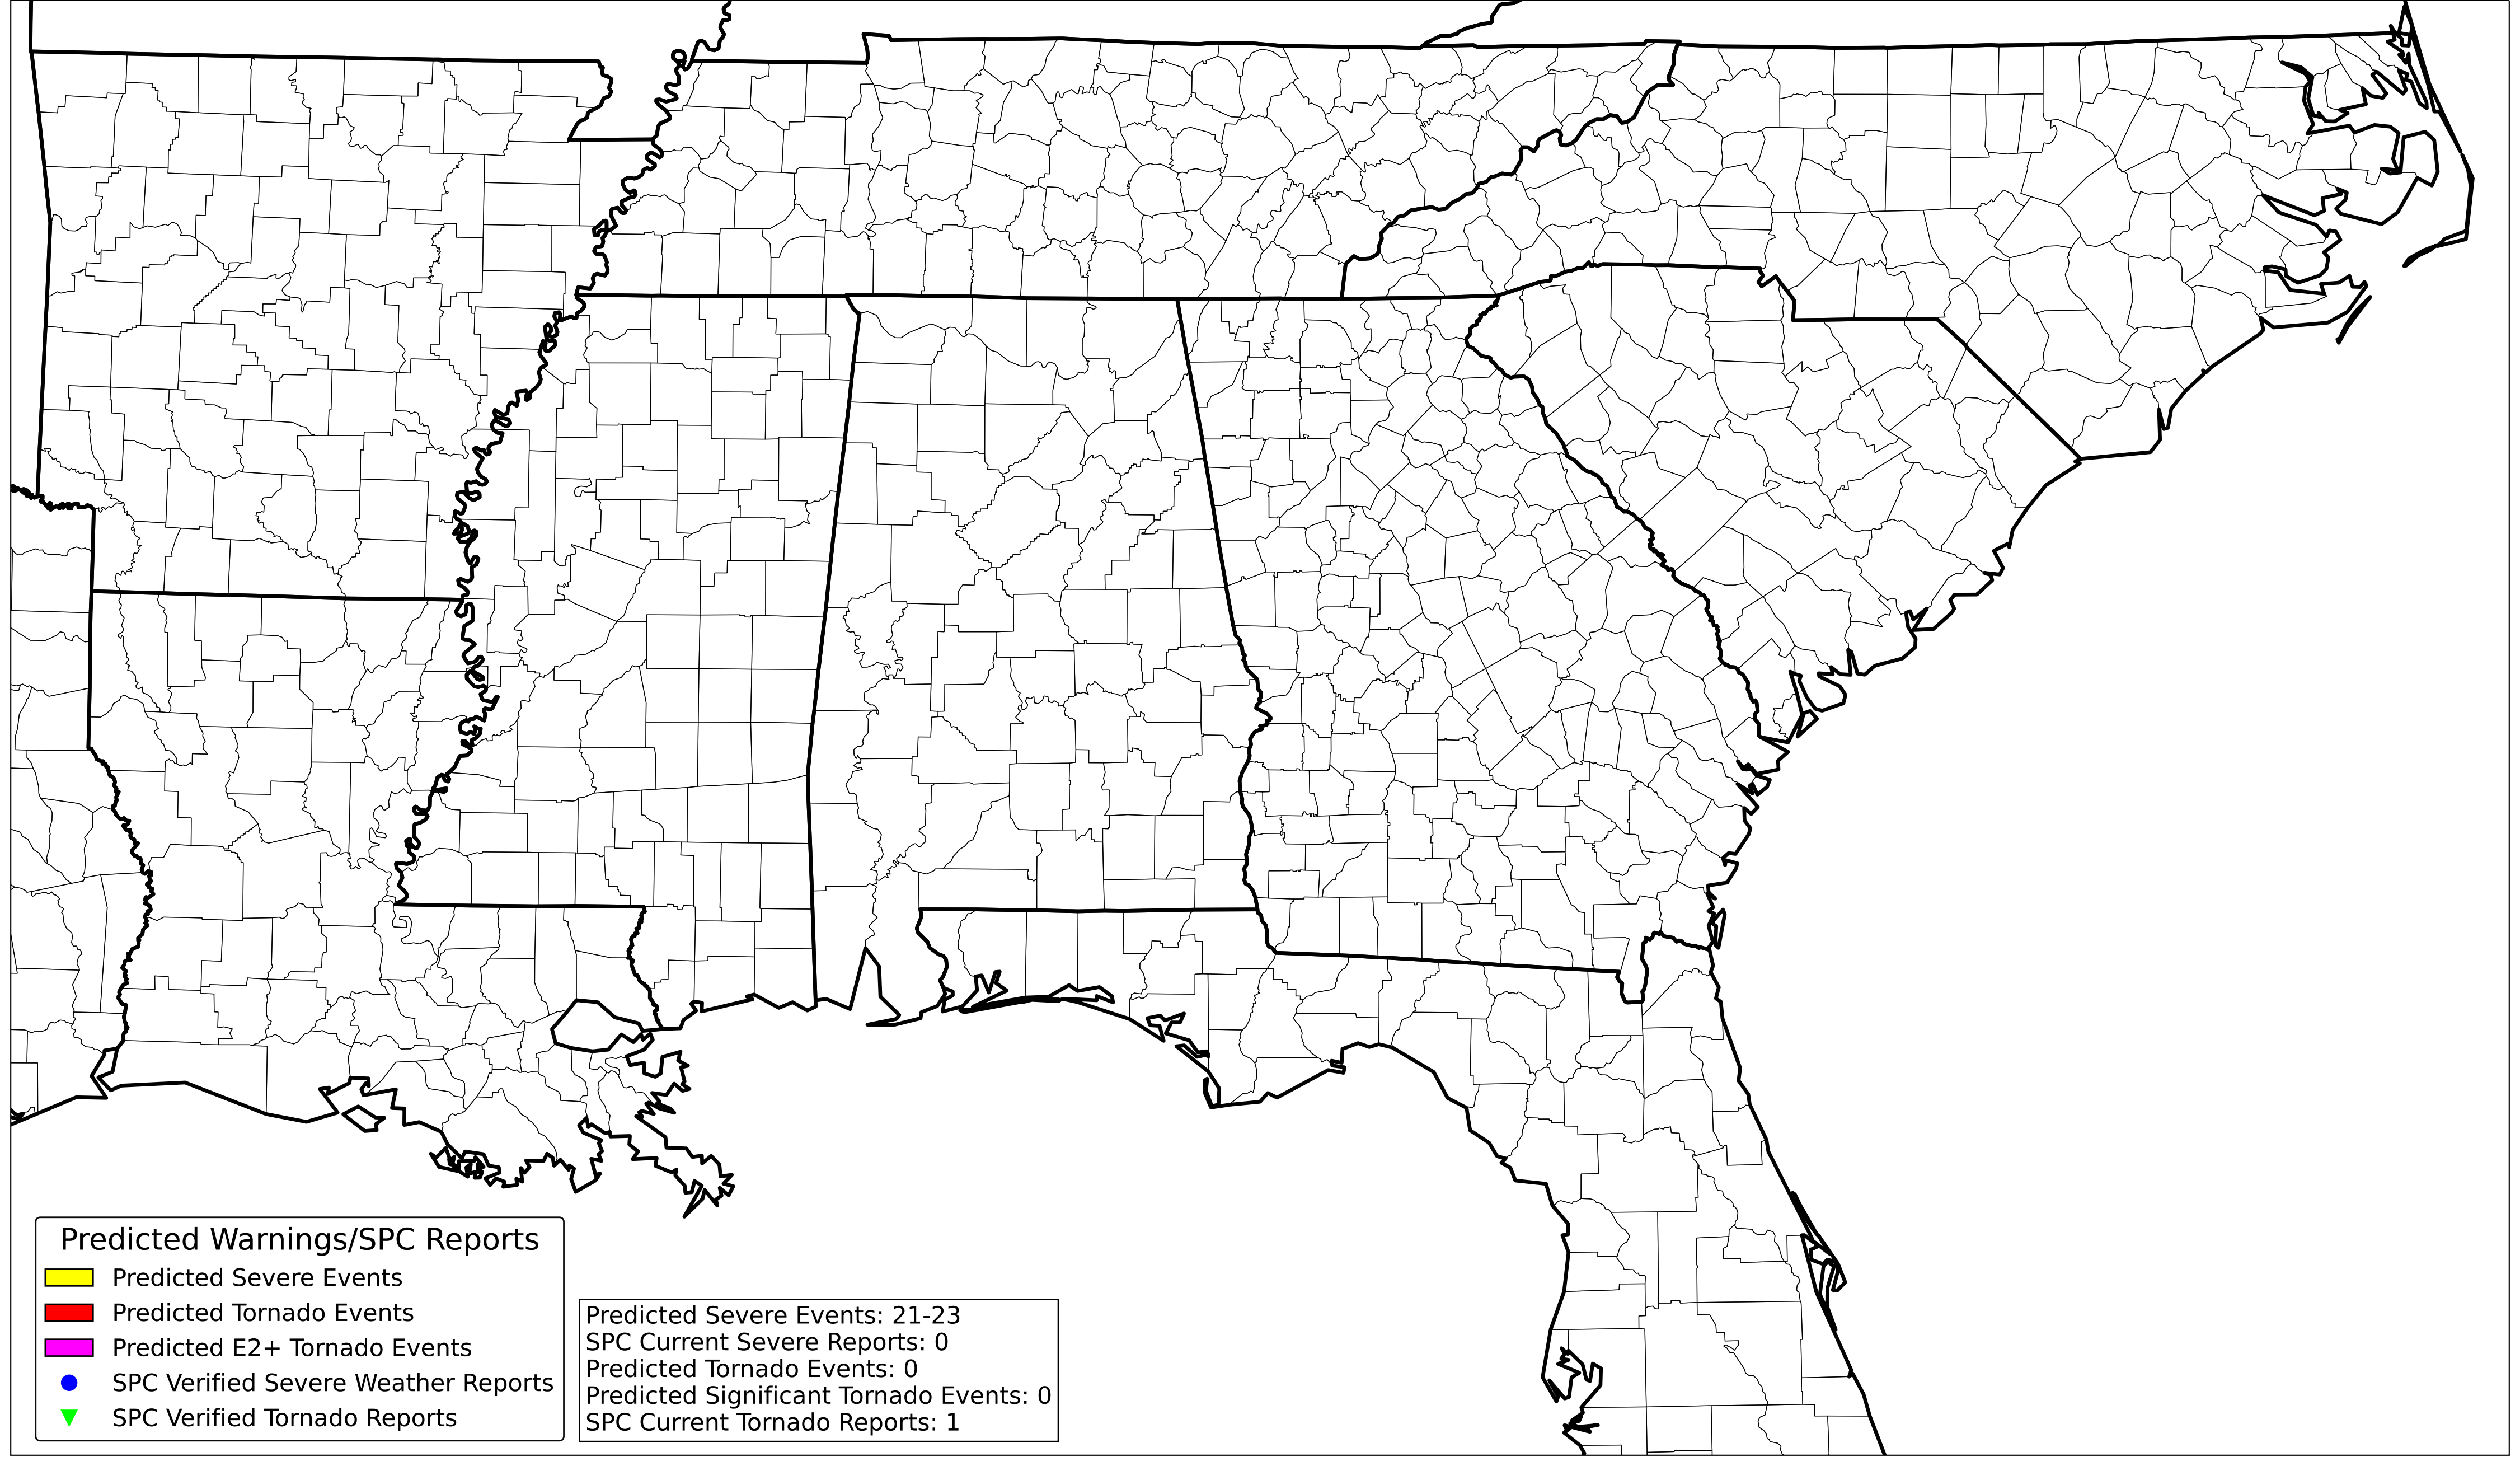 Predicted Warnings/SPC Reports
Predicted Severe Events
Predicted Tornado Events
Predicted E2+ Tornado Events
SPC Verified Severe Weather Reports
SPC Verified Tornado Reports
Predicted Severe Events: 21-23
SPC Current Severe Reports: 0
Predicted Tornado Events: 0
Predicted Significant Tornado Events: 0
SPC Current Tornado Reports: 1